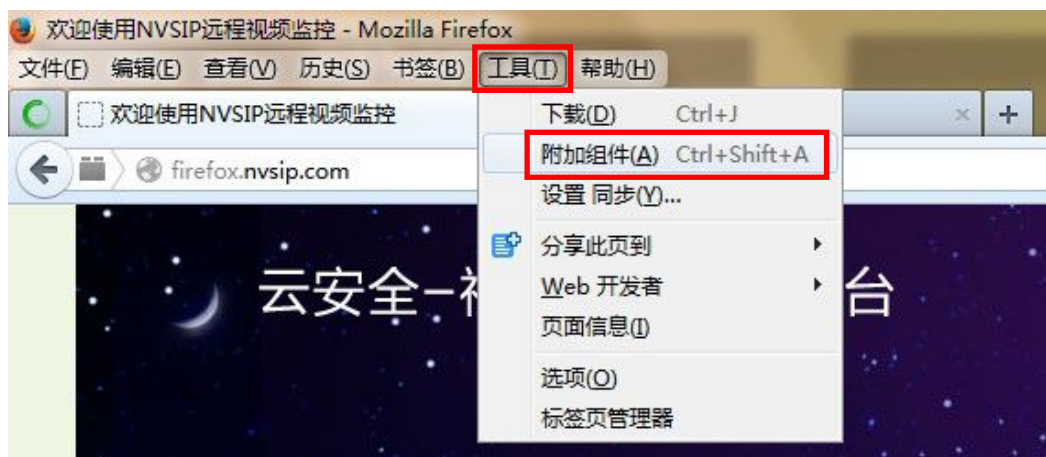 欢迎使用NVSIP远程视频监控 - Mozilla Firefox
文件(F) 编辑(E) 查看(V) 历史(S) 书签(B) 工具(T) 帮助(H)
欢迎使用NVSIP远程视频监控
firefox.nvsip.com
下载(D) Ctrl+J
附加组件(A) Ctrl+Shift+A
设置 同步(Y)...
分享此页到
Web 开发者
页面信息(I)
选项(O)
标签页管理器
云安全-
台